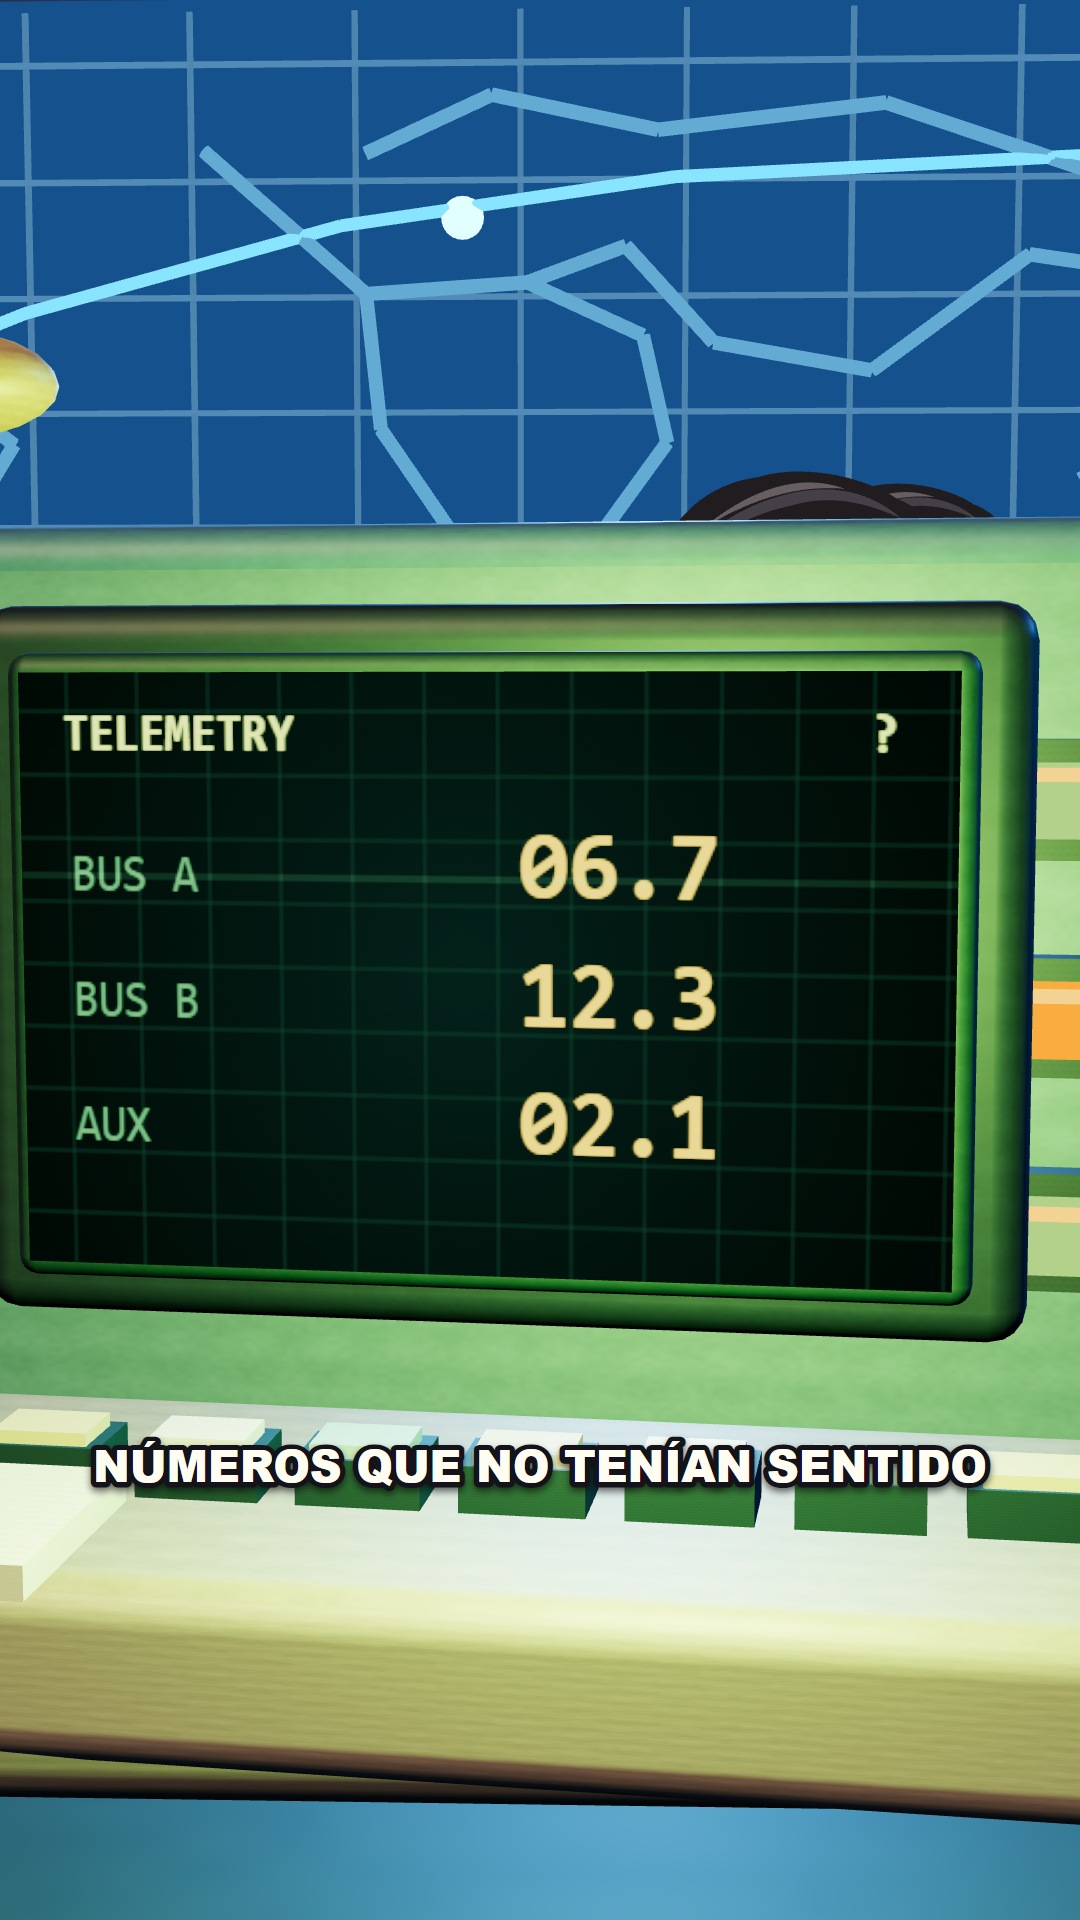 TELEMETRY ?
BUS A 06.7
BUS B 12.3
AUX 02.1
NÚMEROS QUE NO TENÍAN SENTIDO